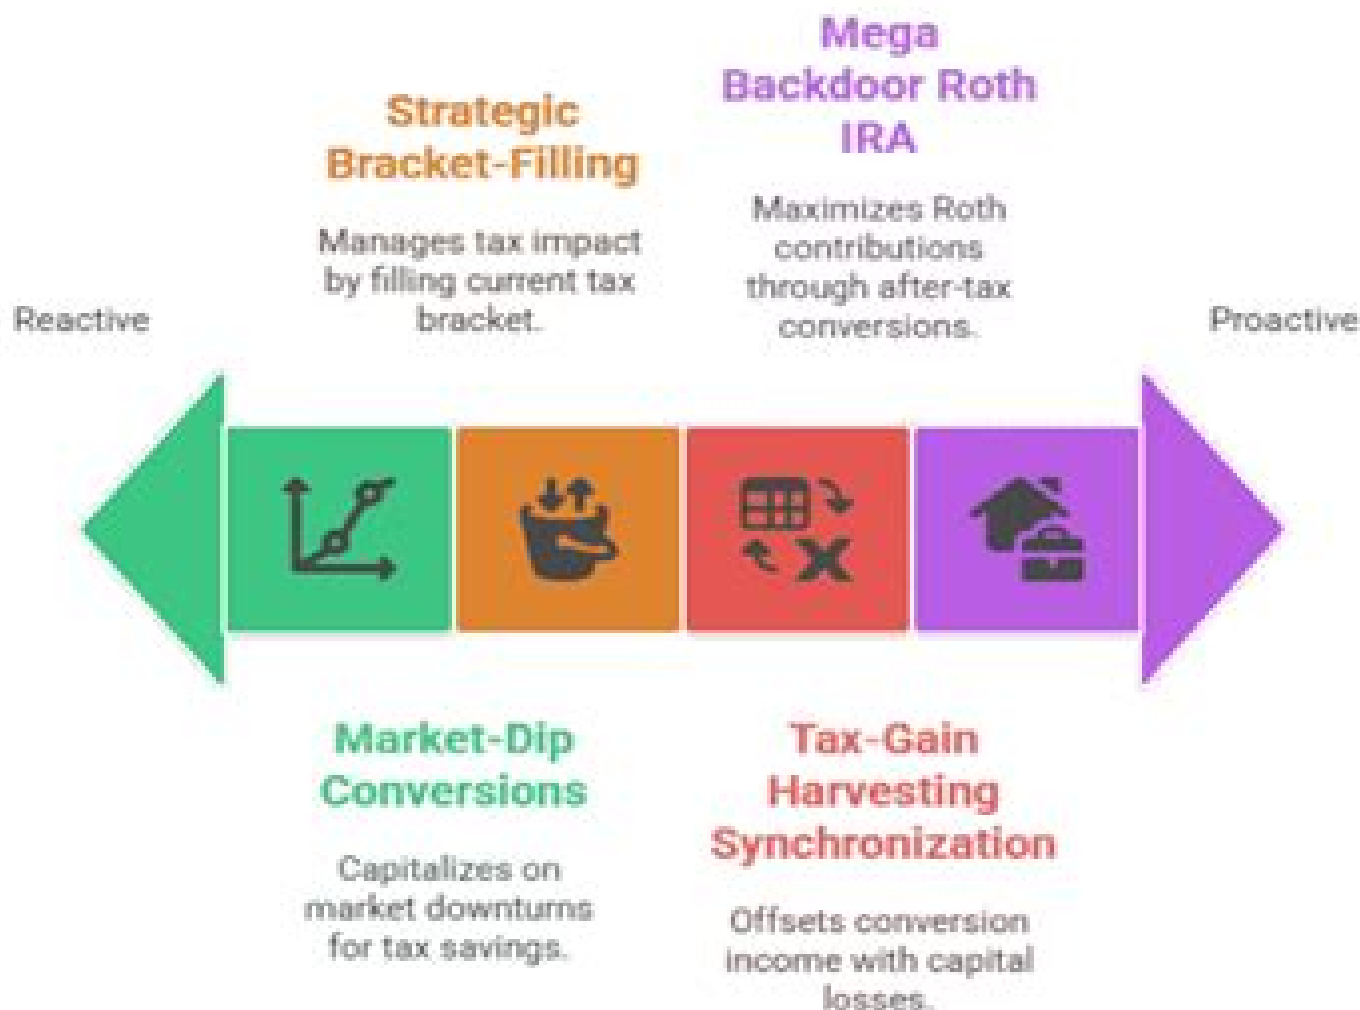 Mega
Backdoor Roth
IRA
Strategic
Bracket-Filling
Maximizes Roth
contributions
through after-tax
conversions.
Manages tax impact
by filling current tax
bracket.
Reactive
Proactive
Market-Dip
Conversions
Capitalizes on
market downturns
for tax savings.
Tax-Gain
Harvesting
Synchronization
Offsets conversion
income with capital
losses.